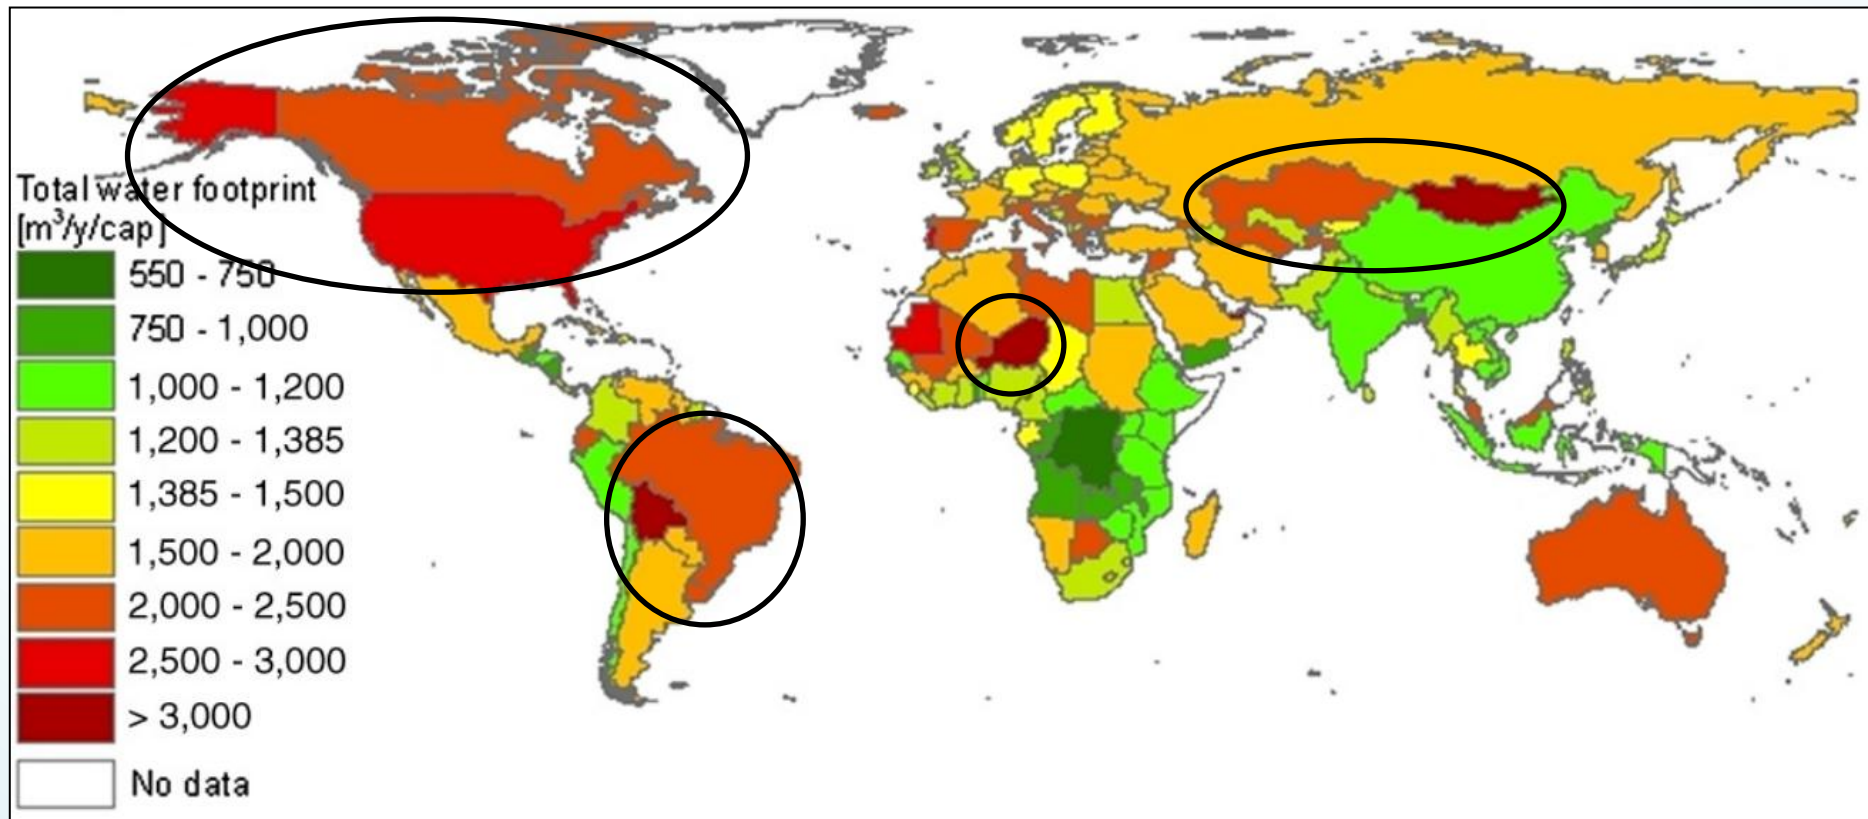 Total water footprint
[m³/y/cap]
550 - 750
750 - 1,000
1,000 - 1,200
1,200 - 1,385
1,385 - 1,500
1,500 - 2,000
2,000 - 2,500
2,500 - 3,000
> 3,000
No data